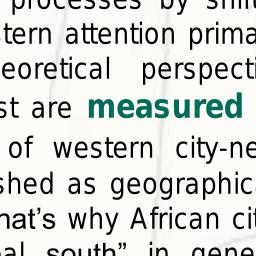 processes by shift
stern attention prima
eoretical perspecti
st are measured
of western city-ne
shed as geographica
hat's why African cit
al south" in gene